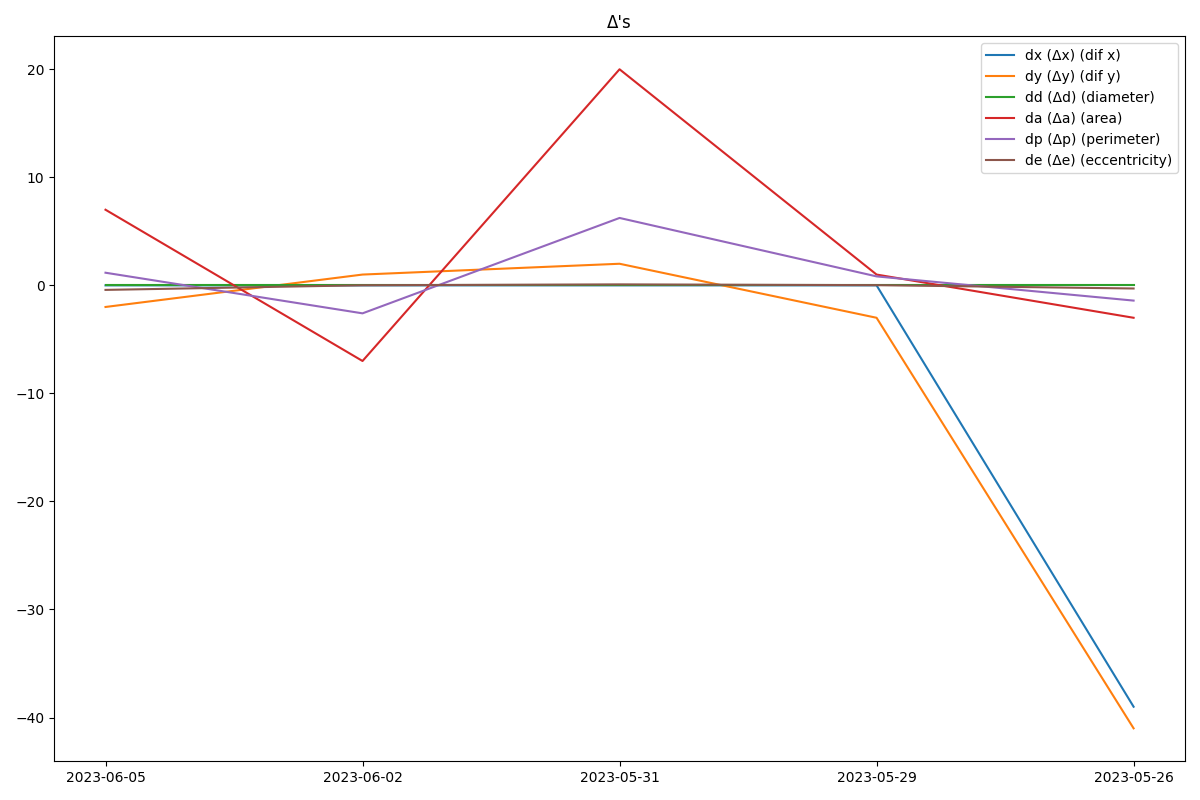 Δ's
dx (Δx) (dif x)
dy (Δy) (dif y)
dd (Δd) (diameter)
da (Δa) (area)
dp (Δp) (perimeter)
de (Δe) (eccentricity)
20
10
0
−10
−20
−30
−40
2023-06-05 2023-06-02 2023-05-31 2023-05-29 2023-05-26